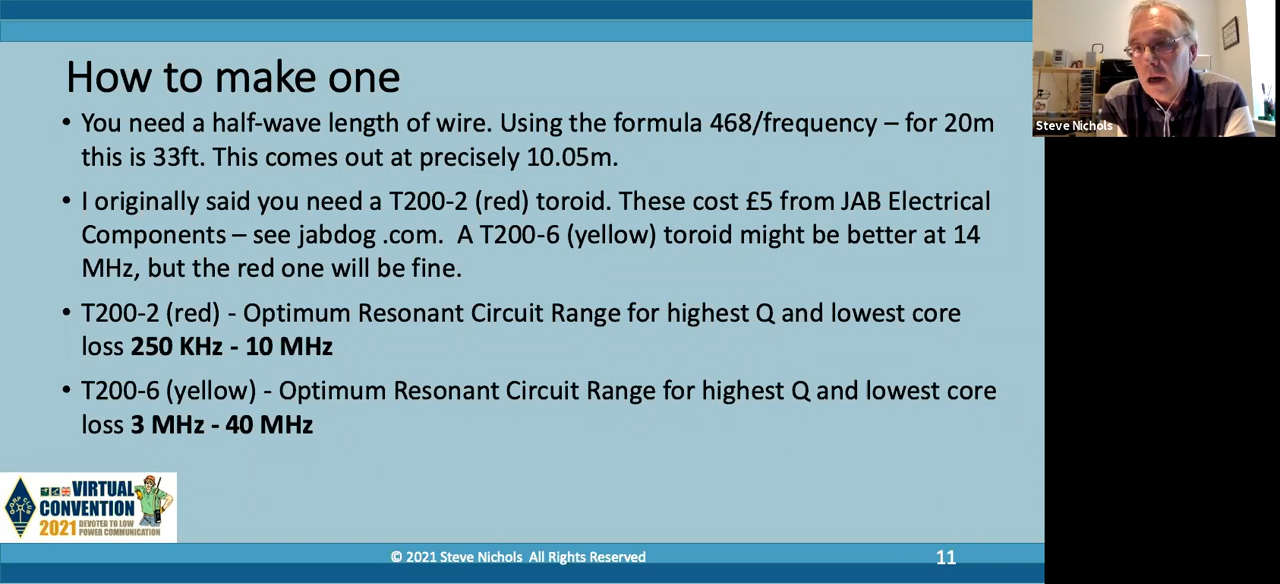 How to make one
Steve Nichols
• You need a half-wave length of wire. Using the formula 468/frequency – for 20m
this is 33ft. This comes out at precisely 10.05m.
• I originally said you need a T200-2 (red) toroid. These cost £5 from JAB Electrical
Components – see jabdog .com.  A T200-6 (yellow) toroid might be better at 14
MHz, but the red one will be fine.
• T200-2 (red) - Optimum Resonant Circuit Range for highest Q and lowest core
loss 250 KHz - 10 MHz
• T200-6 (yellow) - Optimum Resonant Circuit Range for highest Q and lowest core
loss 3 MHz - 40 MHz
VIRTUAL
CONVENTION
2021 DEVOTED TO LOW
POWER COMMUNICATION
© 2021 Steve Nichols  All Rights Reserved
11